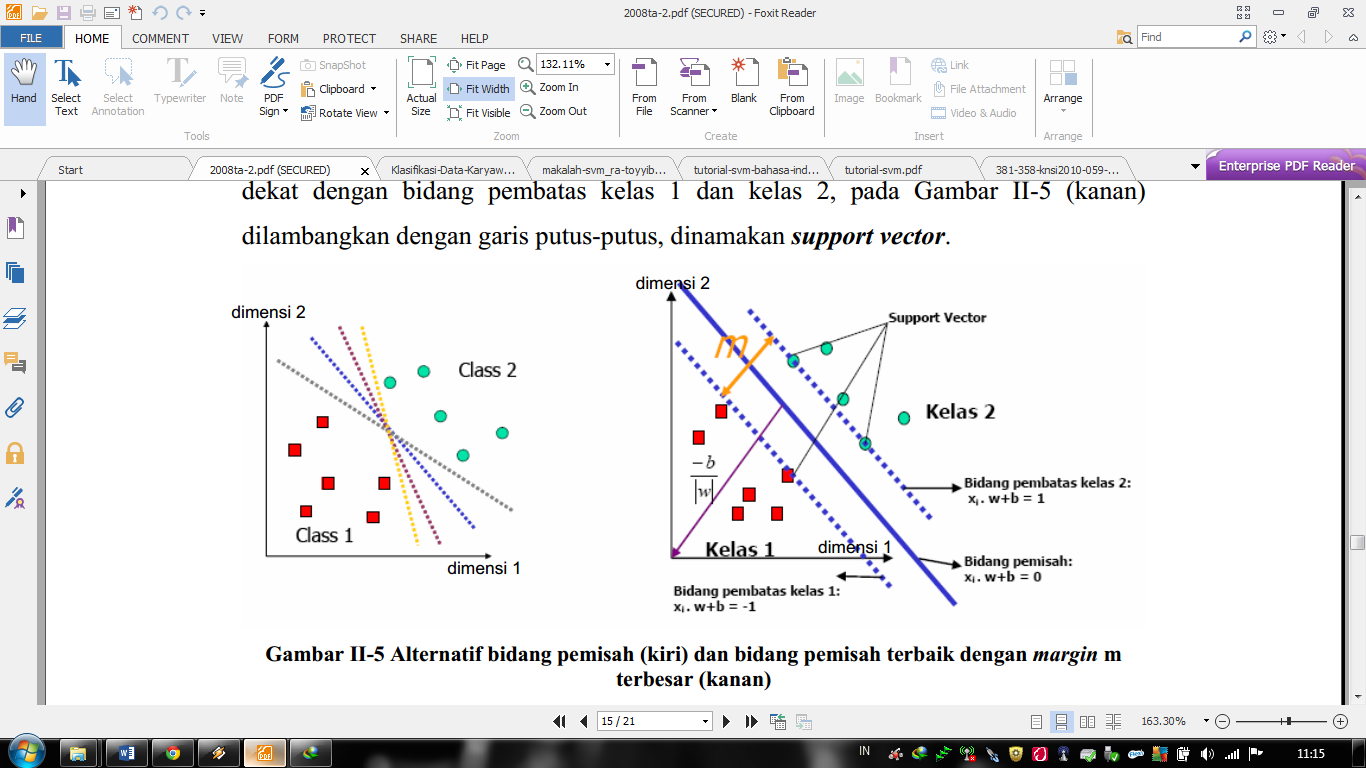 2008ta-2.pdf (SECURED) - Foxit Reader
FILE HOME COMMENT VIEW FORM PROTECT SHARE HELP
Find
Hand
Select Text
Select Annotation
Typewriter
Note
PDF Sign
SnapShot
Clipboard
Rotate View
Tools
Actual Size
Fit Page
Fit Width
Fit Visible
132.11%
Zoom In
Zoom Out
Zoom
From File
From Scanner
Blank
From Clipboard
Create
Image
Bookmark
Link
File Attachment
Video & Audio
Insert
Arrange
Arrange
Start
2008ta-2.pdf (SECURED)
Klasifikasi-Data-Karyaw...
makalah-svm_ra-toyyib...
tutorial-svm-bahasa-ind...
tutorial-svm.pdf
381-358-knsi2010-059-...
Enterprise PDF Reader
dekat dengan bidang pembatas kelas 1 dan kelas 2, pada Gambar II-5 (kanan)
dilambangkan dengan garis putus-putus, dinamakan support vector.
dimensi 2
Class 2
Class 1
dimensi 1
dimensi 2
m
Support Vector
Kelas 2
-b
|w|
Bidang pembatas kelas 2:
xᵢ. w+b = 1
Kelas 1
dimensi 1
Bidang pemisah:
xᵢ. w+b = 0
Bidang pembatas kelas 1:
xᵢ. w+b = -1
Gambar II-5 Alternatif bidang pemisah (kiri) dan bidang pemisah terbaik dengan margin m
terbesar (kanan)
15 / 21
163.30%
IN
11:15